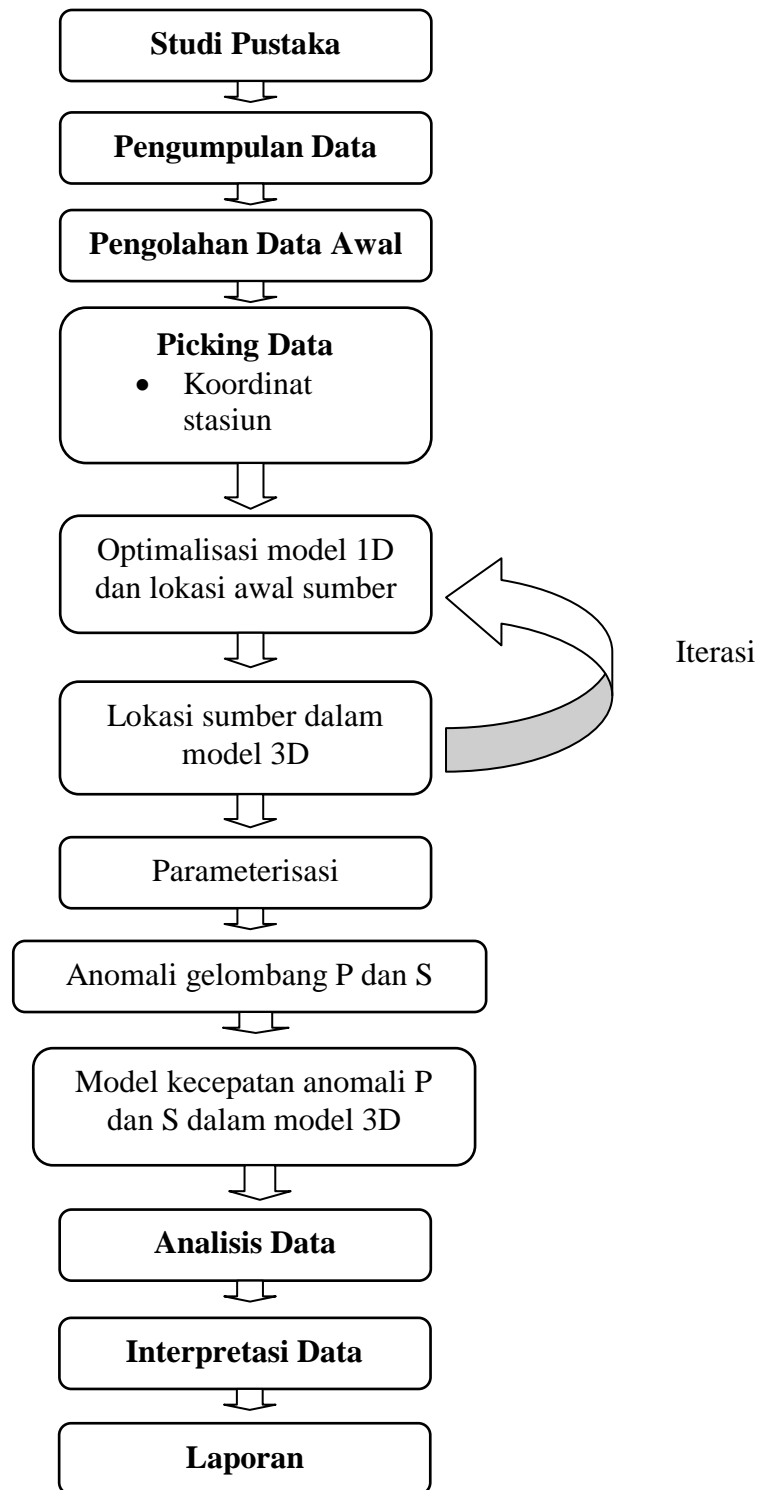 Studi Pustaka
Pengumpulan Data
Pengolahan Data Awal
Picking Data
• Koordinat
stasiun
Optimalisasi model 1D
dan lokasi awal sumber
Iterasi
Lokasi sumber dalam
model 3D
Parameterisasi
Anomali gelombang P dan S
Model kecepatan anomali P
dan S dalam model 3D
Analisis Data
Interpretasi Data
Laporan